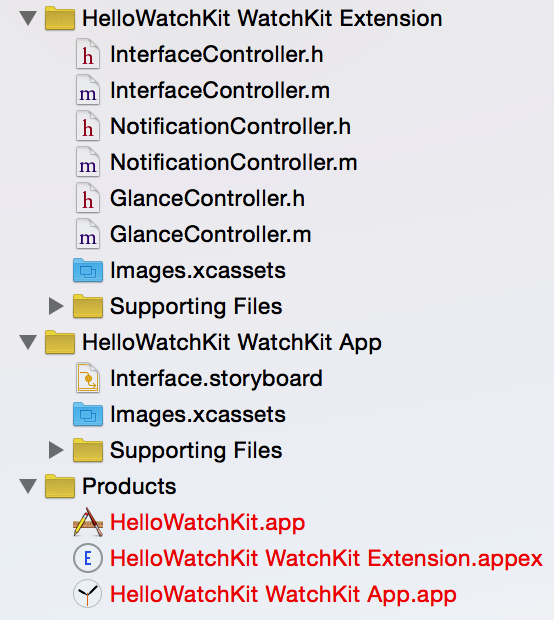 HelloWatchKit WatchKit Extension
h InterfaceController.h
m InterfaceController.m
h NotificationController.h
m NotificationController.m
h GlanceController.h
m GlanceController.m
Images.xcassets
Supporting Files
HelloWatchKit WatchKit App
Interface.storyboard
Images.xcassets
Supporting Files
Products
HelloWatchKit.app
E HelloWatchKit WatchKit Extension.appex
HelloWatchKit WatchKit App.app